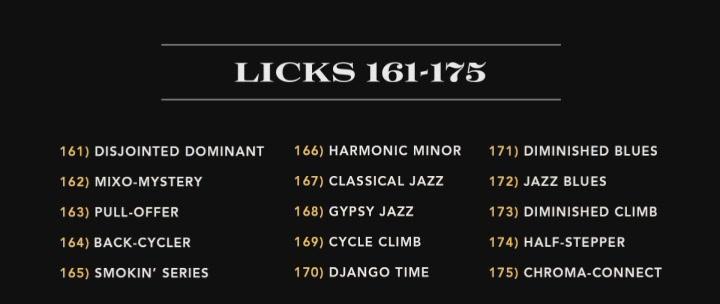 LICKS 161-175
161) DISJOINTED DOMINANT
162) MIXO-MYSTERY
163) PULL-OFFER
164) BACK-CYCLER
165) SMOKIN' SERIES
166) HARMONIC MINOR
167) CLASSICAL JAZZ
168) GYPSY JAZZ
169) CYCLE CLIMB
170) DJANGO TIME
171) DIMINISHED BLUES
172) JAZZ BLUES
173) DIMINISHED CLIMB
174) HALF-STEPPER
175) CHROMA-CONNECT